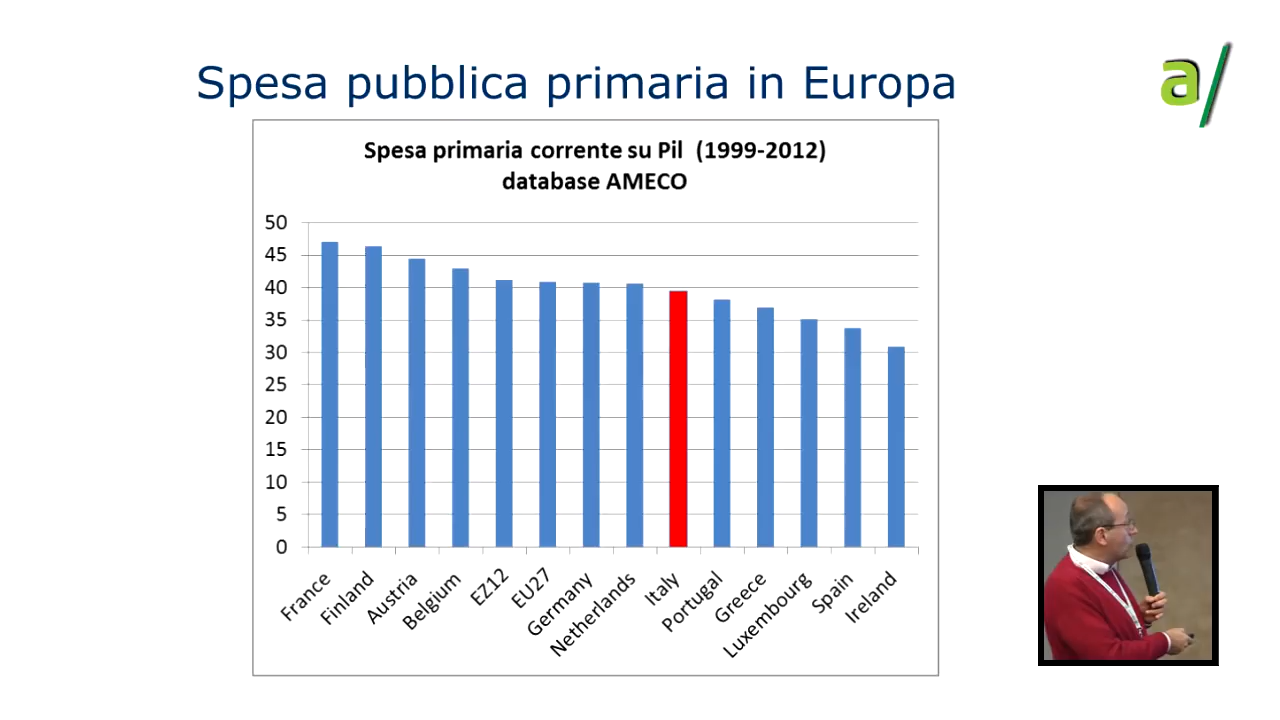 Spesa pubblica primaria in Europa
a/
Spesa primaria corrente su Pil (1999-2012)
database AMECO
50
45
40
35
30
25
20
15
10
5
0
France
Finland
Austria
Belgium
EZ12
EU27
Germany
Netherlands
Italy
Portugal
Greece
Luxembourg
Spain
Ireland